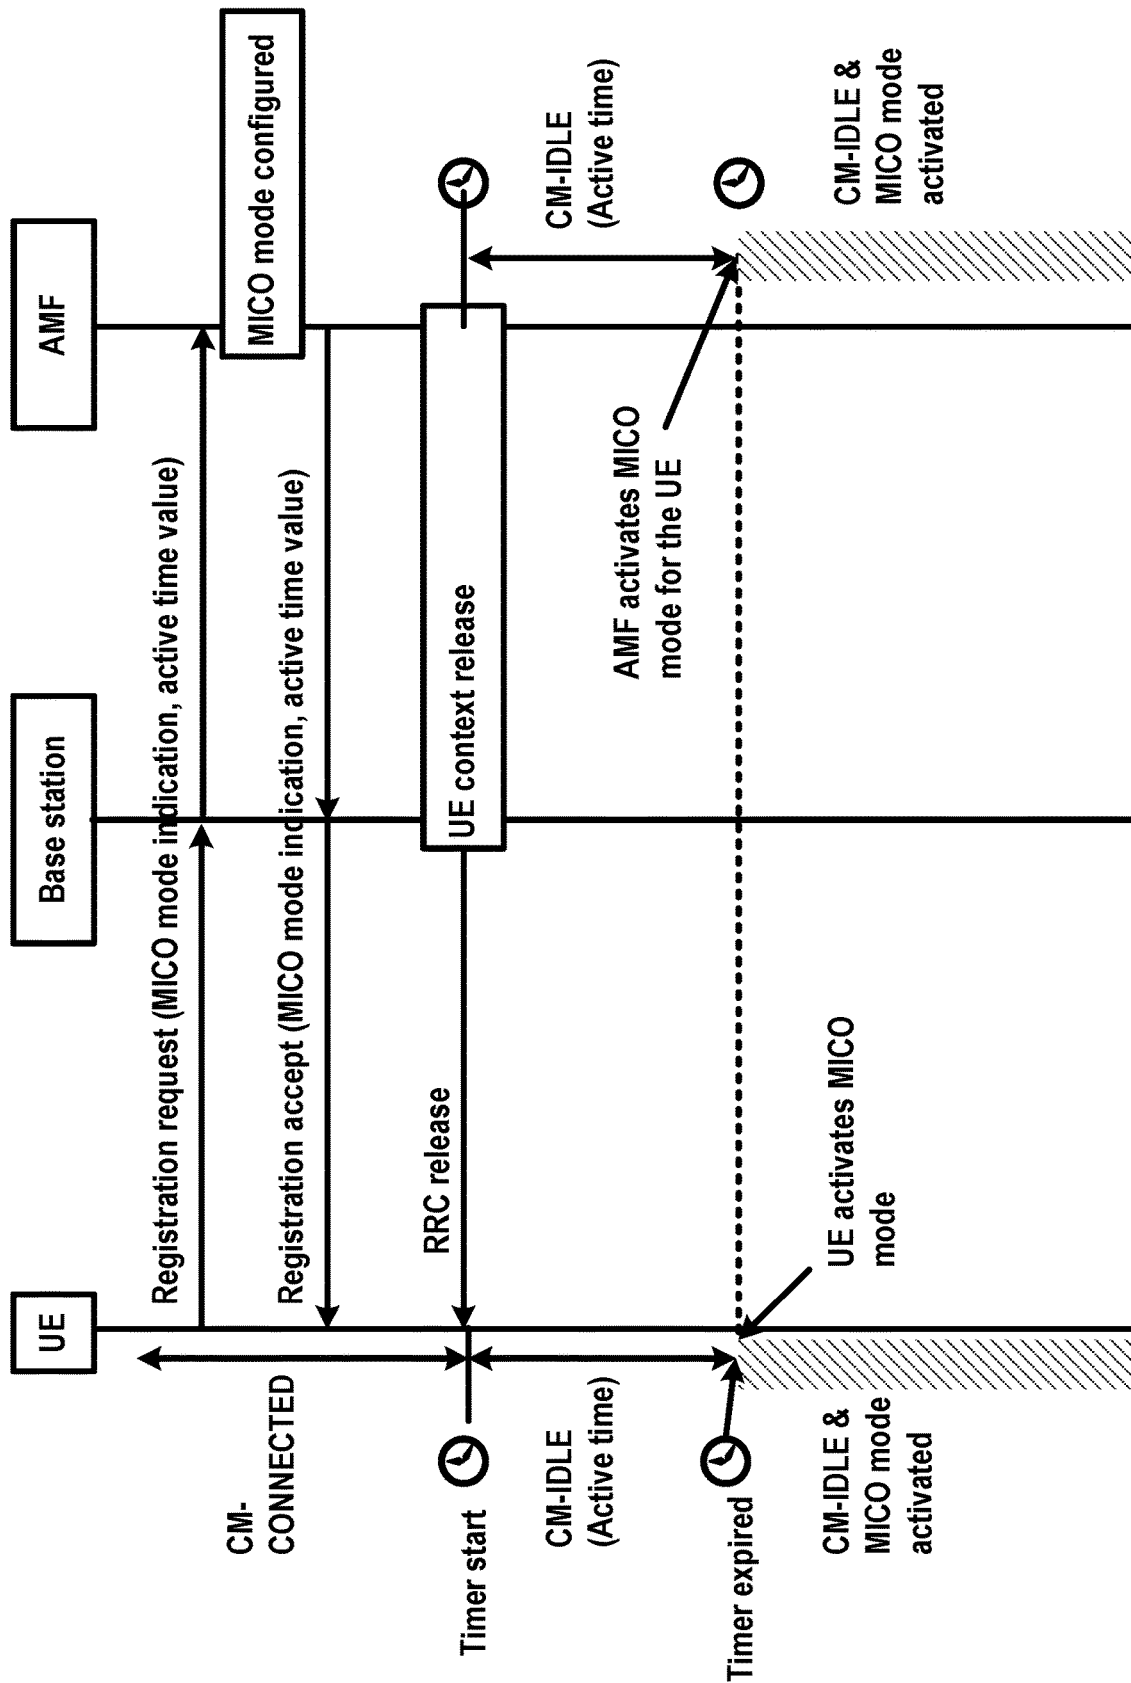 UE
Base station
AMF
Registration request (MICO mode indication, active time value)
MICO mode configured
CM-
CONNECTED
Registration accept (MICO mode indication, active time value)
RRC release
UE context release
Timer start
CM-IDLE
(Active time)
CM-IDLE
(Active time)
AMF activates MICO
mode for the UE
Timer expired
UE activates MICO
mode
CM-IDLE &
MICO mode
activated
CM-IDLE &
MICO mode
activated